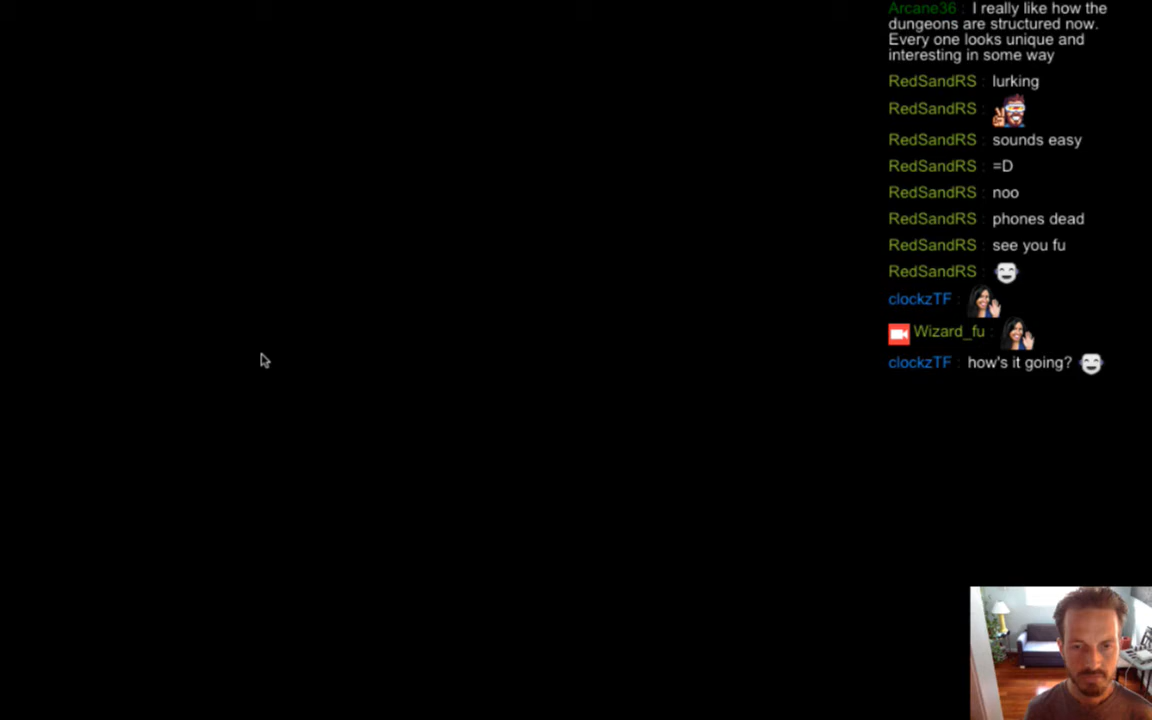 Arcane36 : I really like how the
dungeons are structured now.
Every one looks unique and
interesting in some way
RedSandRS : lurking
RedSandRS :
RedSandRS : sounds easy
RedSandRS : =D
RedSandRS : noo
RedSandRS : phones dead
RedSandRS : see you fu
RedSandRS :
clockzTF :
Wizard_fu :
clockzTF : how's it going?